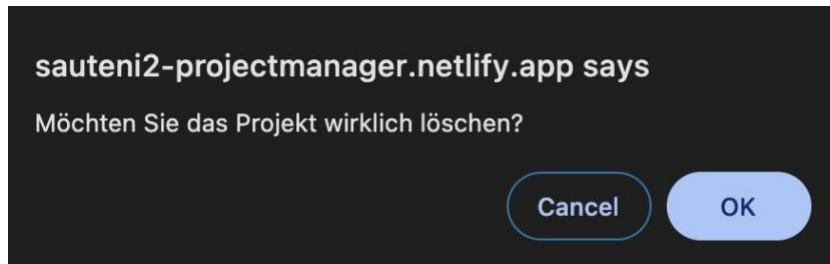 sauteni2-projectmanager.netlify.app says
Möchten Sie das Projekt wirklich löschen?
Cancel OK